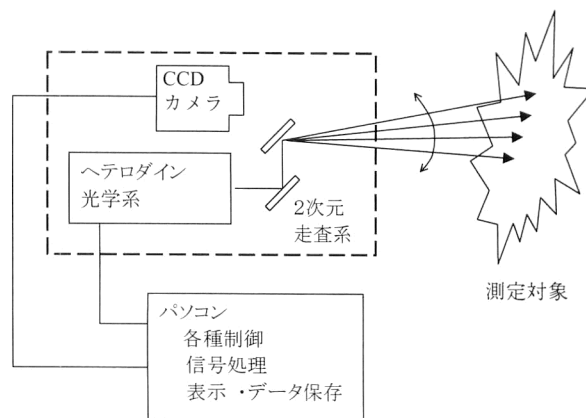 CCD
カメラ
ヘテロダイン
光学系
2次元
走査系
測定対象
パソコン
各種制御
信号処理
表示・データ保存